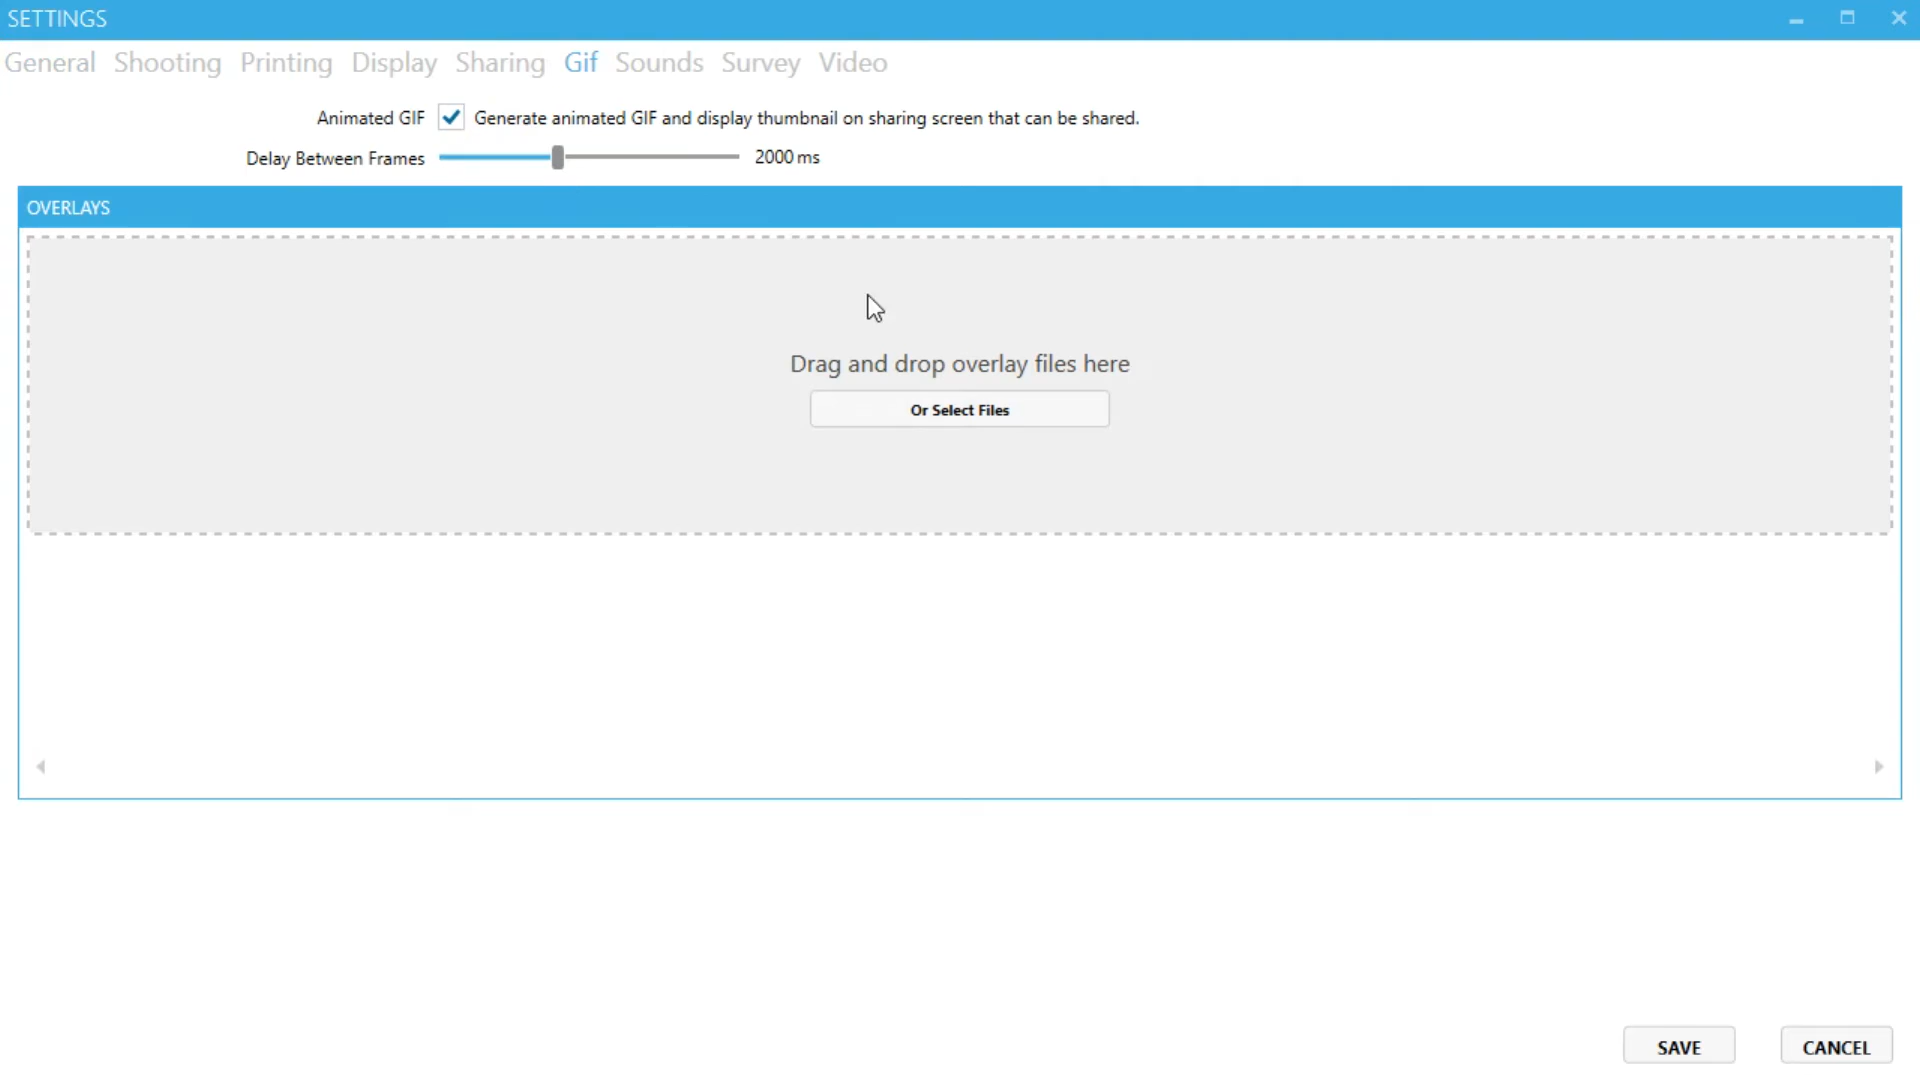 SETTINGS
General Shooting Printing Display Sharing Gif Sounds Survey Video
Animated GIF Generate animated GIF and display thumbnail on sharing screen that can be shared.
Delay Between Frames 2000 ms
OVERLAYS
Drag and drop overlay files here
Or Select Files
SAVE CANCEL